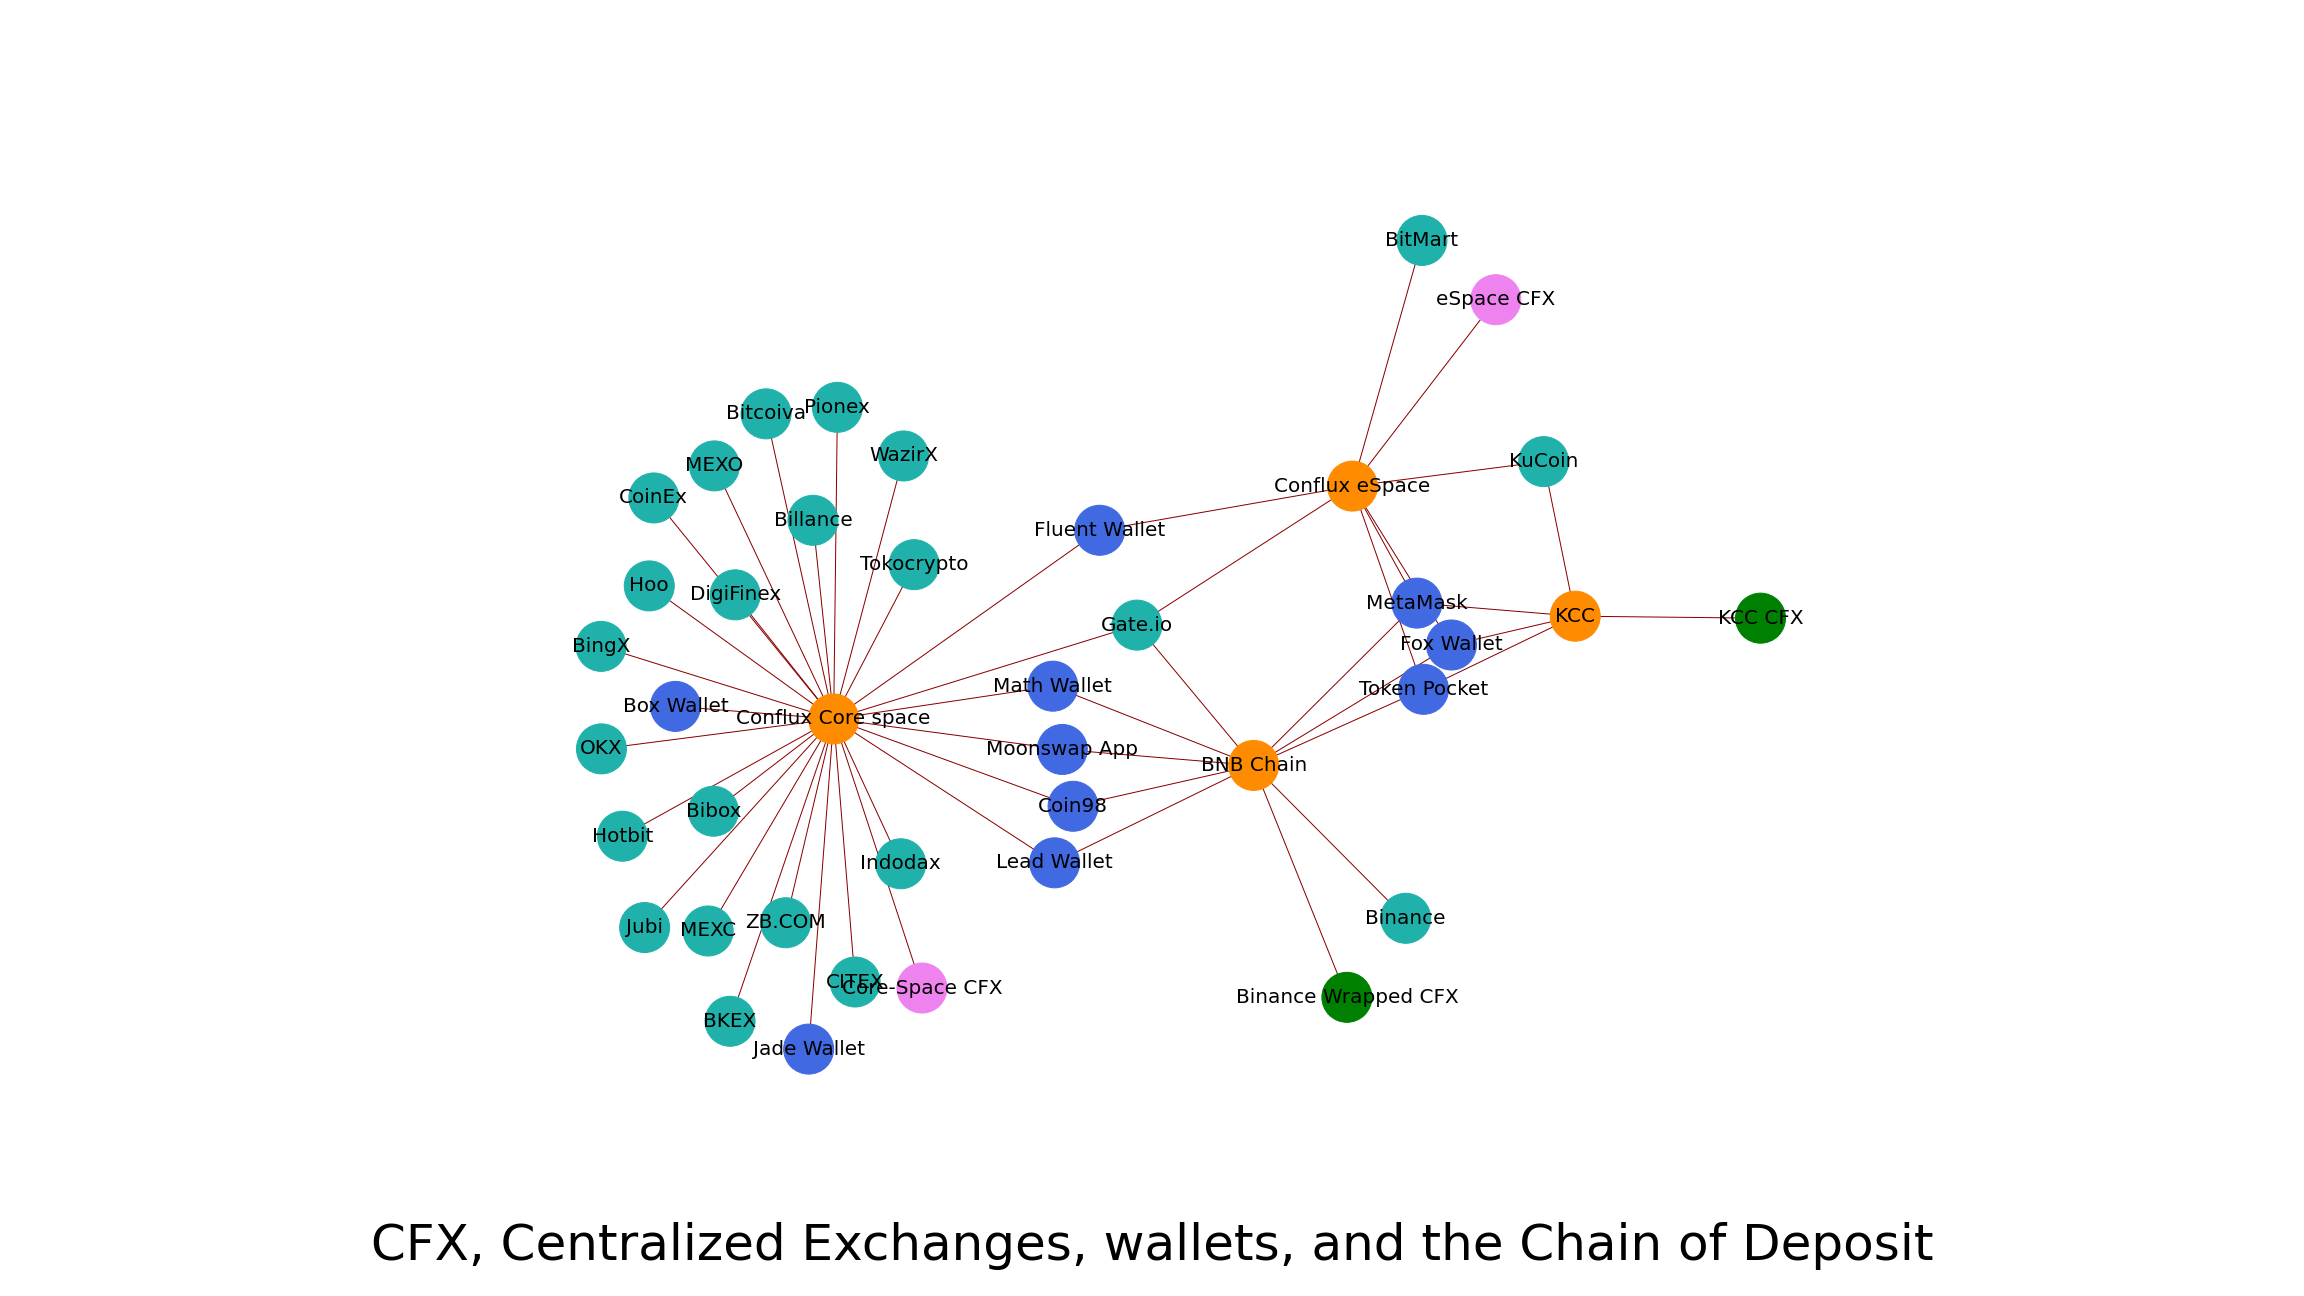 BitMart
eSpace CFX
Bitcoiva
Pionex
WazirX
MEXO
KuCoin
CoinEx
Conflux eSpace
Billance
Fluent Wallet
Tokocrypto
Hoo
DigiFinex
MetaMask
KCC
KCC CFX
Gate.io
BingX
Fox Wallet
Math Wallet
Token Pocket
Box Wallet
Conflux Core space
OKX
Moonswap App
BNB Chain
Coin98
Bibox
Hotbit
Indodax
Lead Wallet
Binance
Jubi
MEXC
ZB.COM
CITEX
Core-Space CFX
Binance Wrapped CFX
BKEX
Jade Wallet
CFX, Centralized Exchanges, wallets, and the Chain of Deposit